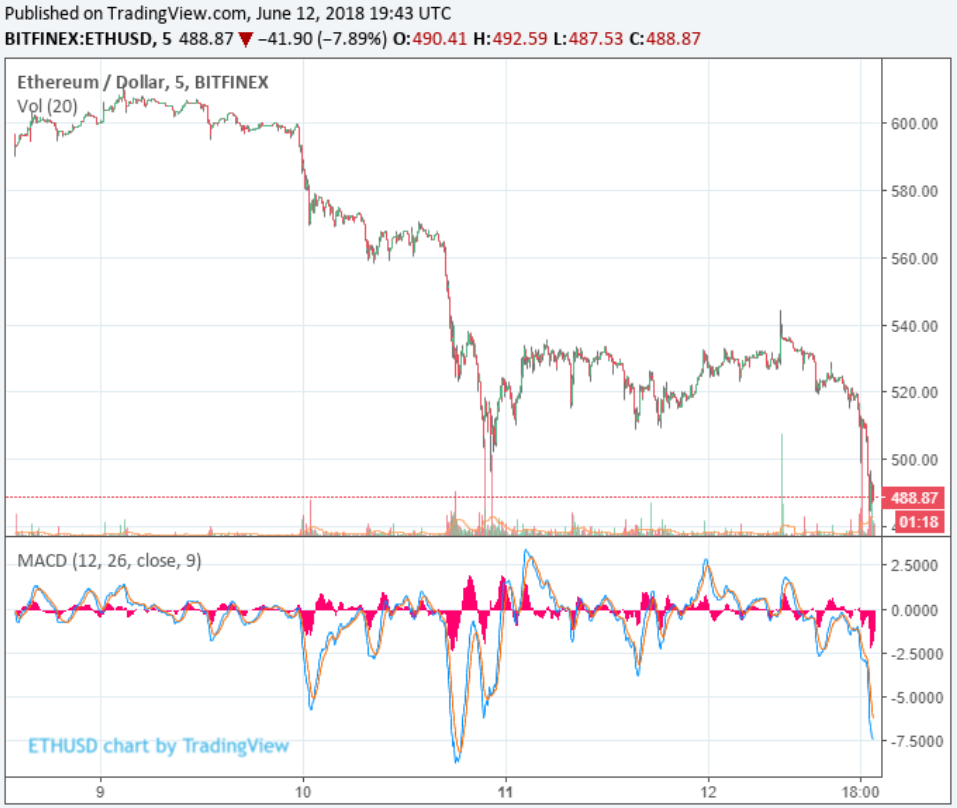 Published on TradingView.com, June 12, 2018 19:43 UTC
BITFINEX:ETHUSD, 5 488.87 ▼ −41.90 (−7.89%) O:490.41 H:492.59 L:487.53 C:488.87
Ethereum / Dollar, 5, BITFINEX
Vol (20)
600.00
580.00
560.00
540.00
520.00
500.00
488.87
01:18
MACD (12, 26, close, 9)
2.5000
0.0000
-2.5000
-5.0000
-7.5000
ETHUSD chart by TradingView
9 10 11 12 18:00